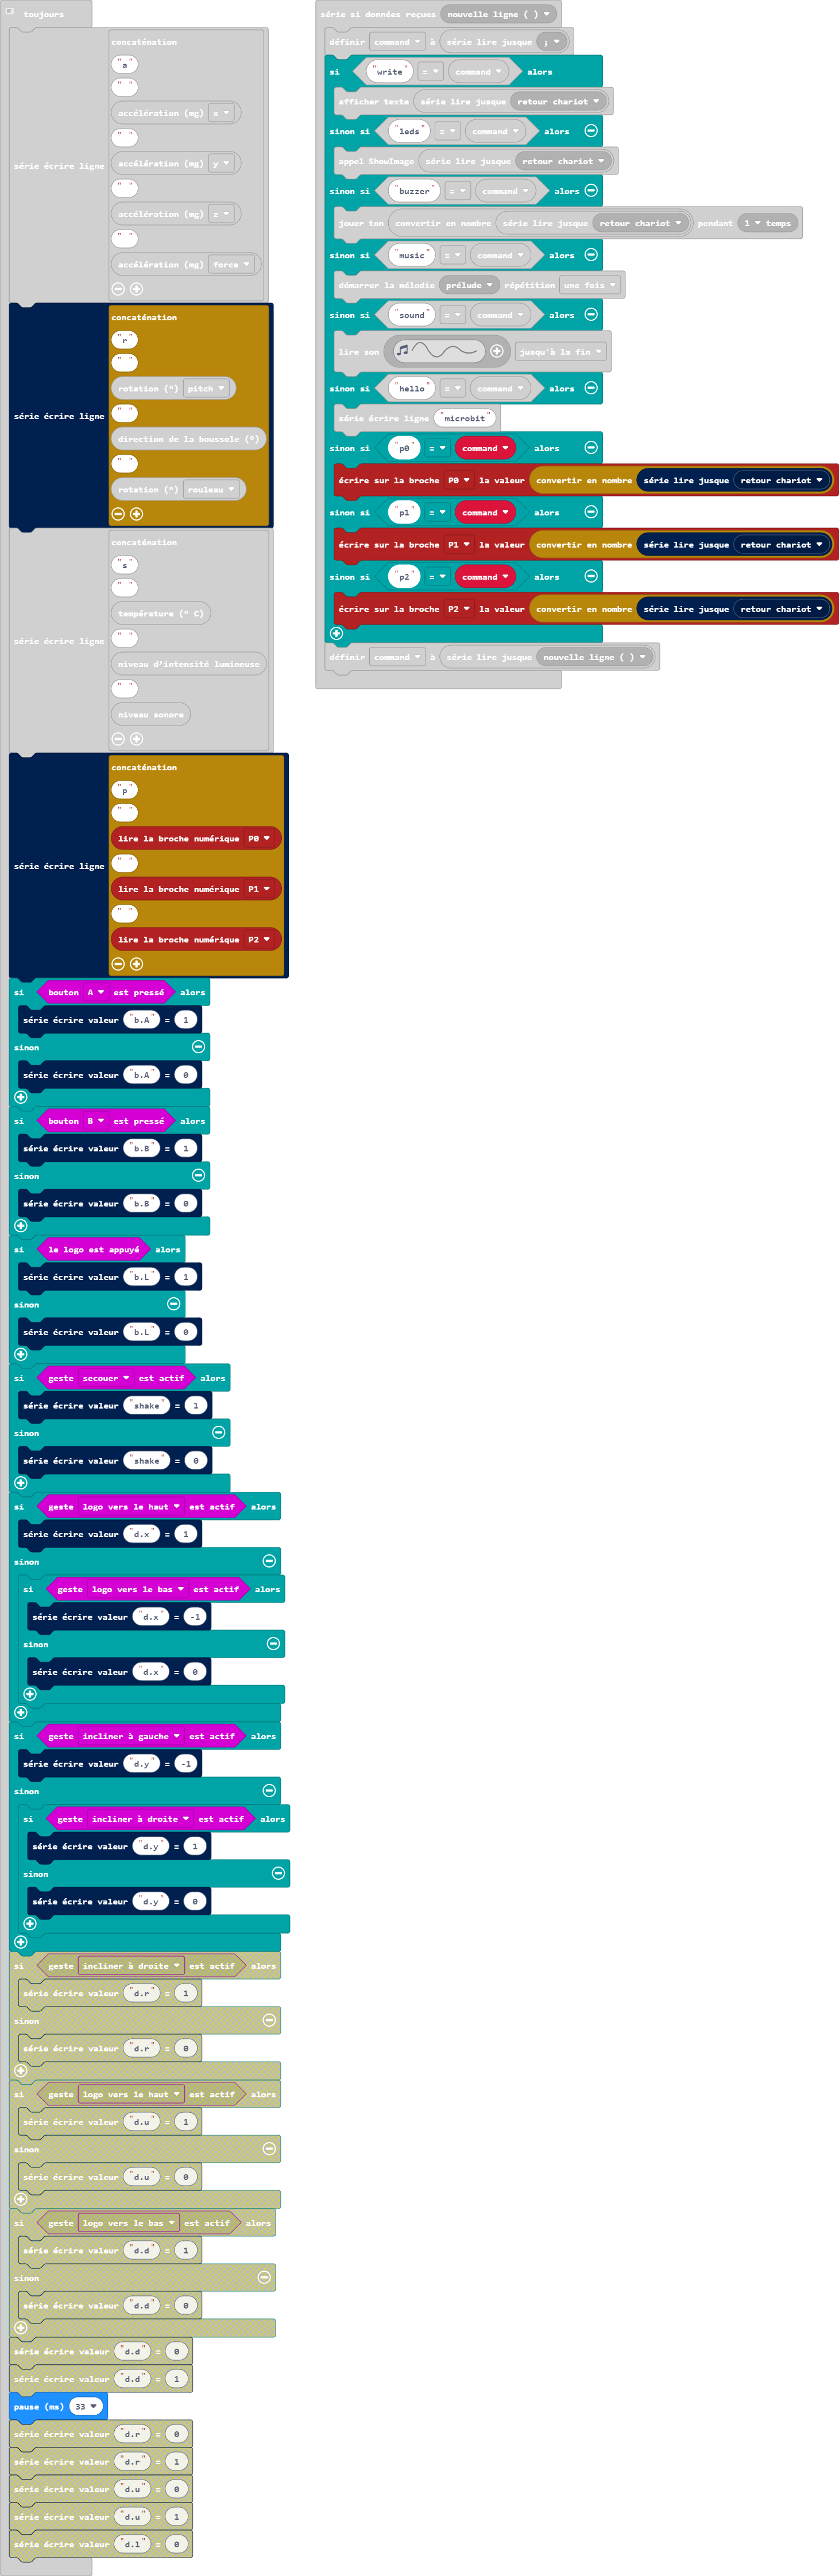 toujours
concaténation
"a"
" "
accélération (mg) x
" "
accélération (mg) y
série écrire ligne
" "
accélération (mg) z
" "
accélération (mg) force
concaténation
"r"
" "
rotation (°) pitch
" "
série écrire ligne
direction de la boussole (°)
" "
rotation (°) rouleau
concaténation
"s"
" "
température (° C)
" "
série écrire ligne
niveau d'intensité lumineuse
" "
niveau sonore
concaténation
"p"
" "
lire la broche numérique P0
" "
série écrire ligne
lire la broche numérique P1
" "
lire la broche numérique P2
si bouton A est pressé alors
série écrire valeur "b.A" = 1
sinon
série écrire valeur "b.A" = 0
si bouton B est pressé alors
série écrire valeur "b.B" = 1
sinon
série écrire valeur "b.B" = 0
si le logo est appuyé alors
série écrire valeur "b.L" = 1
sinon
série écrire valeur "b.L" = 0
si geste secouer est actif alors
série écrire valeur "shake" = 1
sinon
série écrire valeur "shake" = 0
si geste logo vers le haut est actif alors
série écrire valeur "d.x" = 1
sinon
si geste logo vers le bas est actif alors
série écrire valeur "d.x" = -1
sinon
série écrire valeur "d.x" = 0
si geste incliner à gauche est actif alors
série écrire valeur "d.y" = -1
sinon
si geste incliner à droite est actif alors
série écrire valeur "d.y" = 1
sinon
série écrire valeur "d.y" = 0
si geste incliner à droite est actif alors
série écrire valeur "d.r" = 1
sinon
série écrire valeur "d.r" = 0
si geste logo vers le haut est actif alors
série écrire valeur "d.u" = 1
sinon
série écrire valeur "d.u" = 0
si geste logo vers le bas est actif alors
série écrire valeur "d.d" = 1
sinon
série écrire valeur "d.d" = 0
série écrire valeur "d.d" = 0
série écrire valeur "d.d" = 1
pause (ms) 33
série écrire valeur "d.r" = 0
série écrire valeur "d.r" = 1
série écrire valeur "d.u" = 0
série écrire valeur "d.u" = 1
série écrire valeur "d.l" = 0
série si données reçues nouvelle ligne ( )
définir command à série lire jusque ;
si "write" = command alors
afficher texte série lire jusque retour chariot
sinon si "leds" = command alors
appel ShowImage série lire jusque retour chariot
sinon si "buzzer" = command alors
jouer ton convertir en nombre série lire jusque retour chariot pendant 1 temps
sinon si "music" = command alors
démarrer la mélodie prélude répétition une fois
sinon si "sound" = command alors
lire son jusqu'à la fin
sinon si "hello" = command alors
série écrire ligne "microbit"
sinon si "p0" = command alors
écrire sur la broche P0 la valeur convertir en nombre série lire jusque retour chariot
sinon si "p1" = command alors
écrire sur la broche P1 la valeur convertir en nombre série lire jusque retour chariot
sinon si "p2" = command alors
écrire sur la broche P2 la valeur convertir en nombre série lire jusque retour chariot
définir command à série lire jusque nouvelle ligne ( )